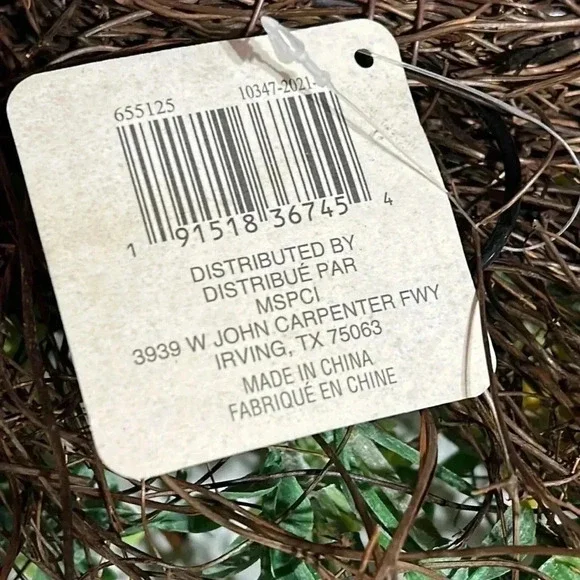 655125 10347-2021-
1 91518 36745 4
DISTRIBUTED BY
DISTRIBUÉ PAR
MSPCI
3939 W JOHN CARPENTER FWY
IRVING, TX 75063
MADE IN CHINA
FABRIQUÉ EN CHINE